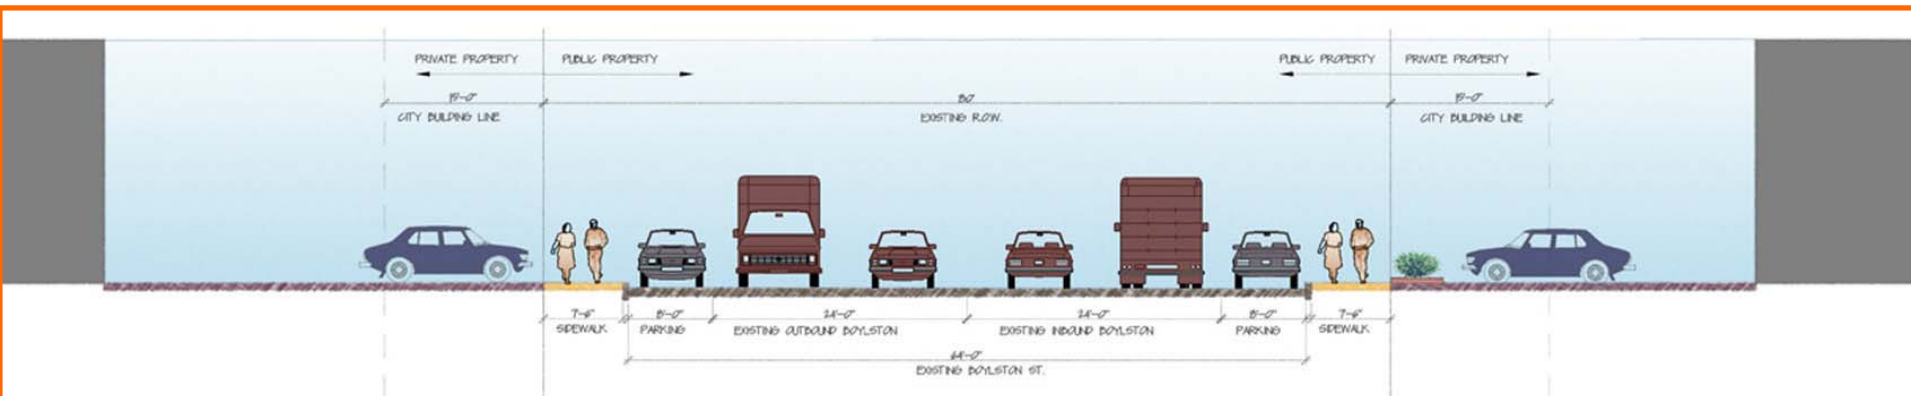 PRIVATE PROPERTY PUBLIC PROPERTY PUBLIC PROPERTY PRIVATE PROPERTY
15'-0" 80' 15'-0"
CITY BUILDING LINE EXISTING R.O.W. CITY BUILDING LINE
7'-6" 8'-0" 24'-0" 24'-0" 8'-0" 7'-6"
SIDEWALK PARKING EXISTING OUTBOUND BOYLSTON EXISTING INBOUND BOYLSTON PARKING SIDEWALK
64'-0"
EXISTING BOYLSTON ST.